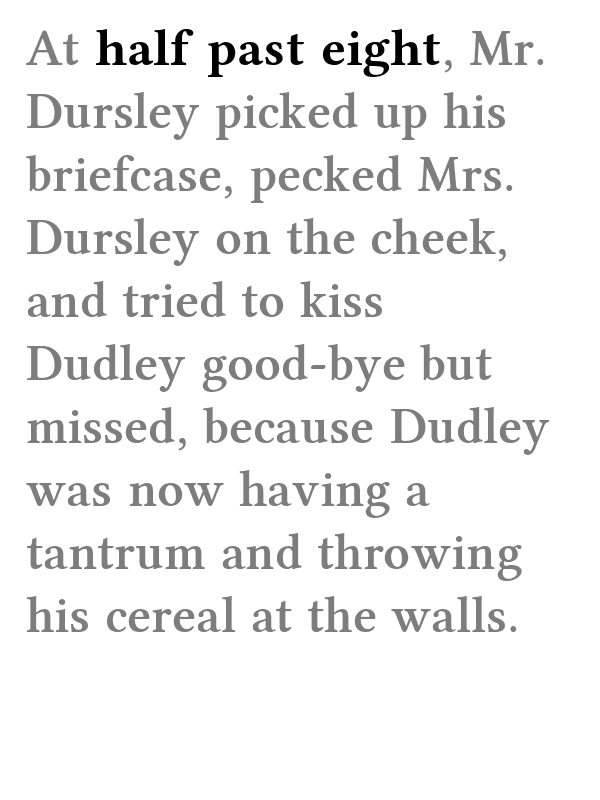 At half past eight, Mr.
Dursley picked up his
briefcase, pecked Mrs.
Dursley on the cheek,
and tried to kiss
Dudley good-bye but
missed, because Dudley
was now having a
tantrum and throwing
his cereal at the walls.